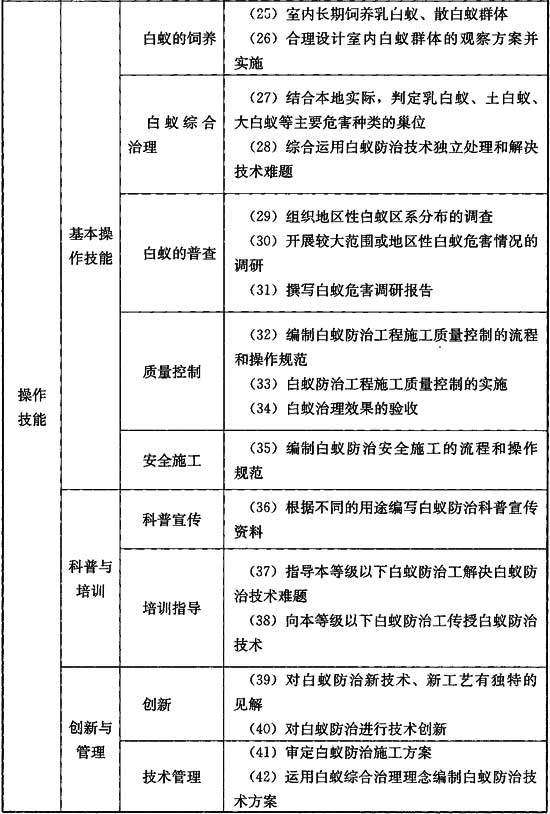 （25）室内长期饲养乳白蚁、散白蚁群体
白蚁的饲养
（26）合理设计室内白蚁群体的观察方案并
实施
（27）结合本地实际，判定乳白蚁、土白蚁、
白蚁综合
治理
大白蚁等主要危害种类的巢位
（28）综合运用白蚁防治技术独立处理和解决
技术难题
基本操
作技能
（29）组织地区性白蚁区系分布的调查
白蚁的普查
（30）开展较大范围或地区性白蚁危害情况的
调研
（31）撰写白蚁危害调研报告
操作
技能
（32）编制白蚁防治工程施工质量控制的流程
和操作规范
质量控制
（33）白蚁防治工程施工质量控制的实施
（34）白蚁治理效果的验收
安全施工
（35）编制白蚁防治安全施工的流程和操作
规范
科普与
培训
科普宣传
（36）根据不同的用途编写白蚁防治科普宣传
资料
培训指导
（37）指导本等级以下白蚁防治工解决白蚁防
治技术难题
（38）向本等级以下白蚁防治工传授白蚁防治
技术
创新与
管理
创新
（39）对白蚁防治新技术、新工艺有独特的
见解
（40）对白蚁防治进行技术创新
技术管理
（41）审定白蚁防治施工方案
（42）运用白蚁综合治理理念编制白蚁防治技
术方案